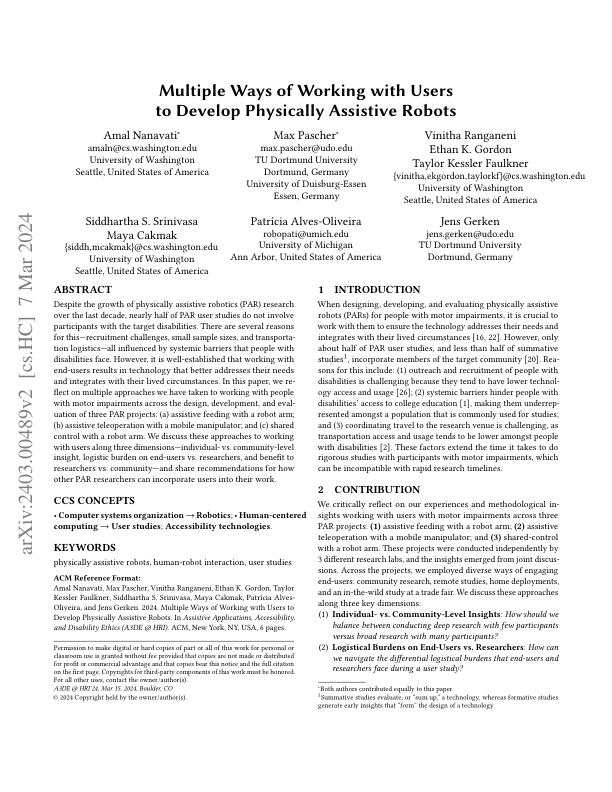 Multiple Ways of Working with Users
to Develop Physically Assistive Robots
Amal Nanavati*
amaln@cs.washington.edu
University of Washington
Seattle, United States of America
Max Pascher*
max.pascher@udo.edu
TU Dortmund University
Dortmund, Germany
University of Duisburg-Essen
Essen, Germany
Vinitha Ranganeni
Ethan K. Gordon
Taylor Kessler Faulkner
{vinitha,ekgordon,taylorkf}@cs.washington.edu
University of Washington
Seattle, United States of America
Siddhartha S. Srinivasa
Maya Cakmak
{siddh,mcakmak}@cs.washington.edu
University of Washington
Seattle, United States of America
Patrícia Alves-Oliveira
robopati@umich.edu
University of Michigan
Ann Arbor, United States of America
Jens Gerken
jens.gerken@udo.edu
TU Dortmund University
Dortmund, Germany
arXiv:2403.00489v2 [cs.HC] 7 Mar 2024
ABSTRACT
Despite the growth of physically assistive robotics (PAR) research
over the last decade, nearly half of PAR user studies do not involve
participants with the target disabilities. There are several reasons
for this—recruitment challenges, small sample sizes, and transporta-
tion logistics—all influenced by systemic barriers that people with
disabilities face. However, it is well-established that working with
end-users results in technology that better addresses their needs
and integrates with their lived circumstances. In this paper, we re-
flect on multiple approaches we have taken to working with people
with motor impairments across the design, development, and eval-
uation of three PAR projects: (a) assistive feeding with a robot arm;
(b) assistive teleoperation with a mobile manipulator; and (c) shared
control with a robot arm. We discuss these approaches to working
with users along three dimensions—individual- vs. community-level
insight, logistic burden on end-users vs. researchers, and benefit to
researchers vs. community—and share recommendations for how
other PAR researchers can incorporate users into their work.
CCS CONCEPTS
• Computer systems organization → Robotics; • Human-centered
computing → User studies; Accessibility technologies.
KEYWORDS
physically assistive robots, human-robot interaction, user studies
ACM Reference Format:
Amal Nanavati, Max Pascher, Vinitha Ranganeni, Ethan K. Gordon, Taylor
Kessler Faulkner, Siddhartha S. Srinivasa, Maya Cakmak, Patrícia Alves-
Oliveira, and Jens Gerken. 2024. Multiple Ways of Working with Users to
Develop Physically Assistive Robots. In Assistive Applications, Accessibility,
and Disability Ethics (A3DE @ HRI). ACM, New York, NY, USA, 6 pages.
Permission to make digital or hard copies of part or all of this work for personal or
classroom use is granted without fee provided that copies are not made or distributed
for profit or commercial advantage and that copies bear this notice and the full citation
on the first page. Copyrights for third-party components of this work must be honored.
For all other uses, contact the owner/author(s).
A3DE @ HRI'24, Mar 15, 2024, Boulder, CO
© 2024 Copyright held by the owner/author(s).
1 INTRODUCTION
When designing, developing, and evaluating physically assistive
robots (PARs) for people with motor impairments, it is crucial to
work with them to ensure the technology addresses their needs and
integrates with their lived circumstances [16, 22]. However, only
about half of PAR user studies, and less than half of summative
studies1, incorporate members of the target community [20]. Rea-
sons for this include: (1) outreach and recruitment of people with
disabilities is challenging because they tend to have lower technol-
ogy access and usage [26]; (2) systemic barriers hinder people with
disabilities' access to college education [1], making them underrep-
resented amongst a population that is commonly used for studies;
and (3) coordinating travel to the research venue is challenging, as
transportation access and usage tends to be lower amongst people
with disabilities [2]. These factors extend the time it takes to do
rigorous studies with participants with motor impairments, which
can be incompatible with rapid research timelines.
2 CONTRIBUTION
We critically reflect on our experiences and methodological in-
sights working with users with motor impairments across three
PAR projects: (1) assistive feeding with a robot arm; (2) assistive
teleoperation with a mobile manipulator; and (3) shared-control
with a robot arm. These projects were conducted independently by
3 different research labs, and the insights emerged from joint discus-
sions. Across the projects, we employed diverse ways of engaging
end-users: community research, remote studies, home deployments,
and an in-the-wild study at a trade fair. We discuss these approaches
along three key dimensions:
(1) Individual- vs. Community-Level Insights: How should we
balance between conducting deep research with few participants
versus broad research with many participants?
(2) Logistical Burdens on End-Users vs. Researchers: How can
we navigate the differential logistical burdens that end-users and
researchers face during a user study?
*Both authors contributed equally to this paper
1Summative studies evaluate, or "sum up," a technology, whereas formative studies
generate early insights that "form" the design of a technology.